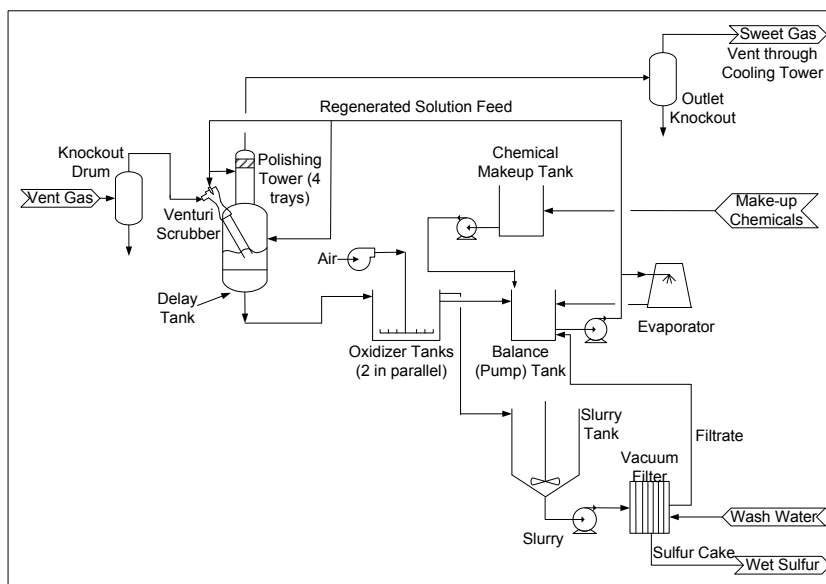 Sweet Gas
Vent through
Cooling Tower
Outlet
Knockout
Regenerated Solution Feed
Knockout
Drum
Polishing
Tower (4
trays)
Chemical
Makeup Tank
Vent Gas
Venturi
Scrubber
Make-up
Chemicals
Air
Delay
Tank
Evaporator
Oxidizer Tanks
(2 in parallel)
Balance
(Pump) Tank
Slurry
Tank
Filtrate
Vacuum
Filter
Wash Water
Slurry
Sulfur Cake
Wet Sulfur